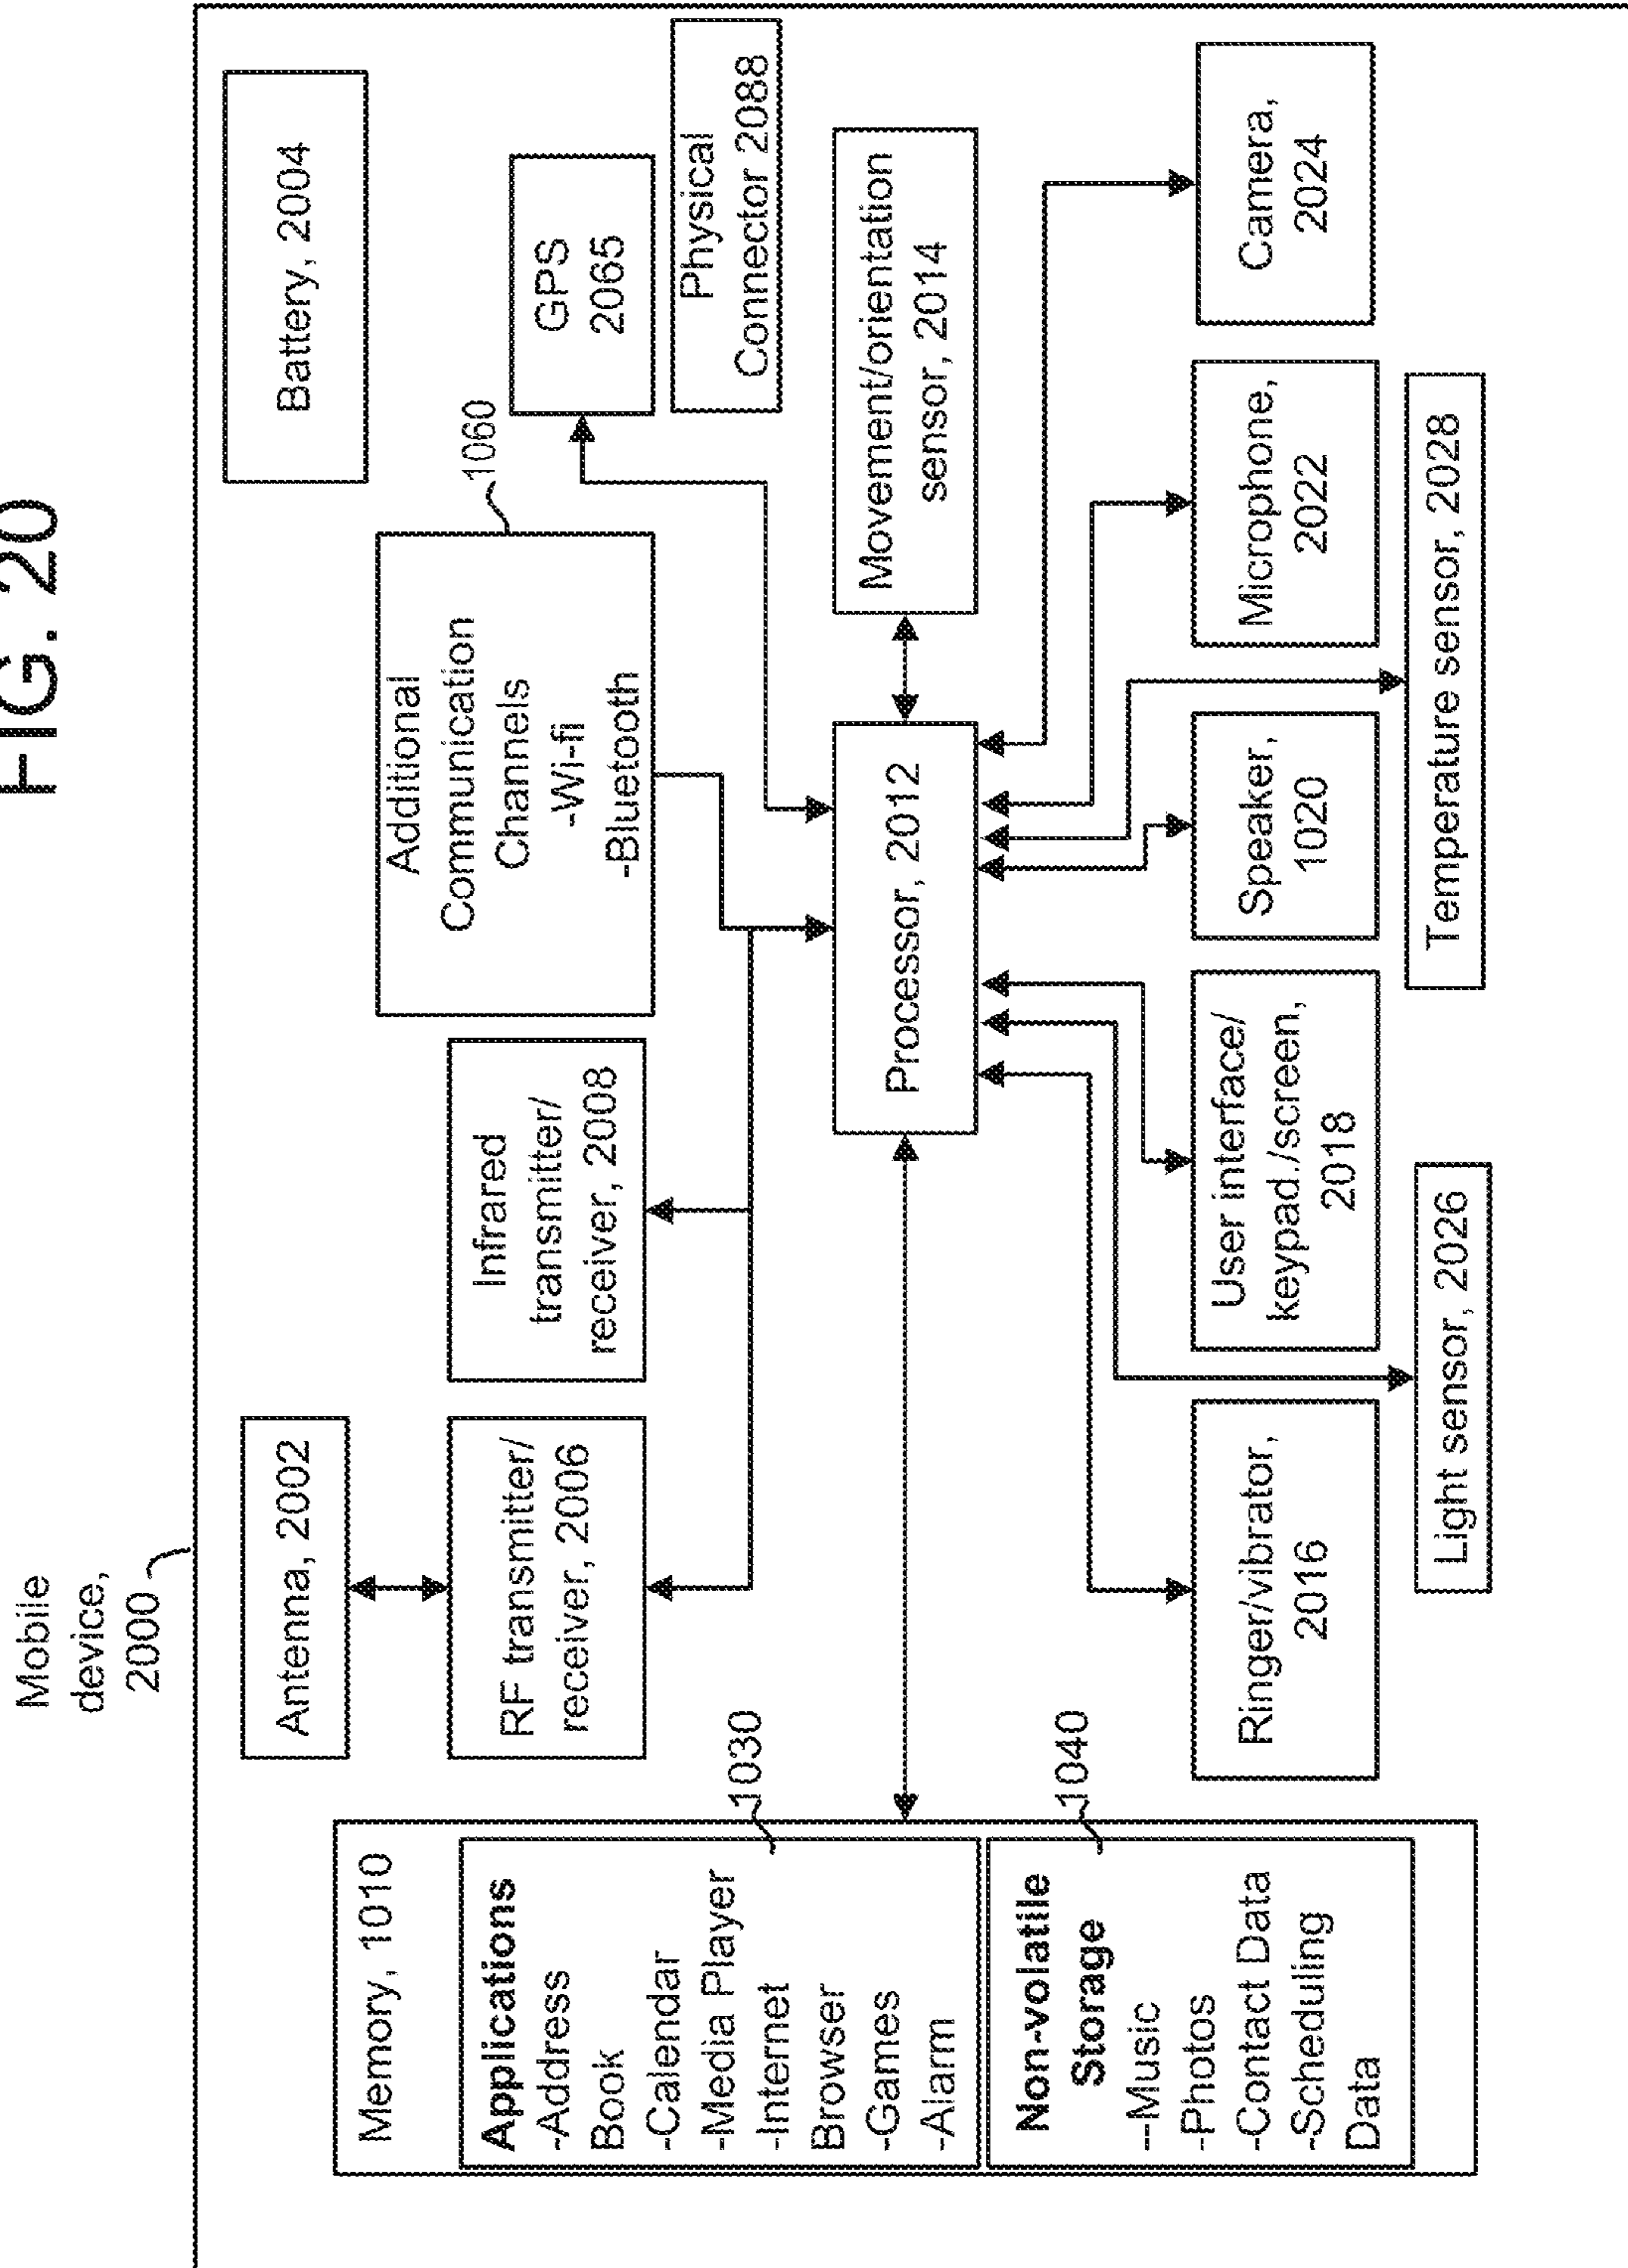 FIG. 20
Mobile
device,
2000
Memory, 1010
Applications
-Address
Book
-Calendar
-Media Player
-Internet
Browser
-Games
-Alarm
1030
Non-volatile
Storage
--Music
-Photos
-Contact Data
-Scheduling
Data
1040
Antenna, 2002
RF transmitter/
receiver, 2006
Infrared
transmitter/
receiver, 2008
Additional
Communication
Channels
-Wi-fi
-Bluetooth
1060
Battery, 2004
GPS
2065
Physical
Connector 2088
Processor, 2012
Movement/orientation
sensor, 2014
Ringer/vibrator,
2016
User interface/
keypad./screen,
2018
Speaker,
1020
Microphone,
2022
Camera,
2024
Light sensor, 2026
Temperature sensor, 2028